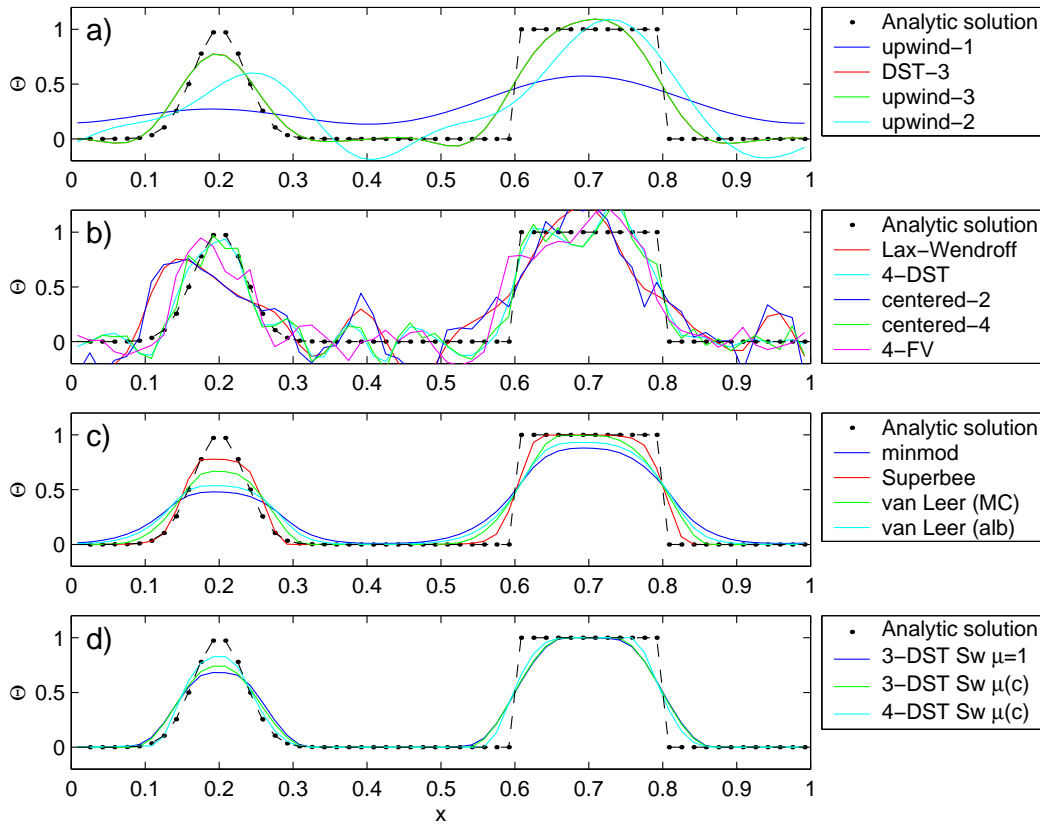 a)
Θ
1
0.5
0
0 0.1 0.2 0.3 0.4 0.5 0.6 0.7 0.8 0.9 1
Analytic solution
upwind−1
DST−3
upwind−3
upwind−2
b)
Θ
1
0.5
0
0 0.1 0.2 0.3 0.4 0.5 0.6 0.7 0.8 0.9 1
Analytic solution
Lax−Wendroff
4−DST
centered−2
centered−4
4−FV
c)
Θ
1
0.5
0
0 0.1 0.2 0.3 0.4 0.5 0.6 0.7 0.8 0.9 1
Analytic solution
minmod
Superbee
van Leer (MC)
van Leer (alb)
d)
Θ
1
0.5
0
0 0.1 0.2 0.3 0.4 0.5 0.6 0.7 0.8 0.9 1
x
Analytic solution
3−DST Sw μ=1
3−DST Sw μ(c)
4−DST Sw μ(c)